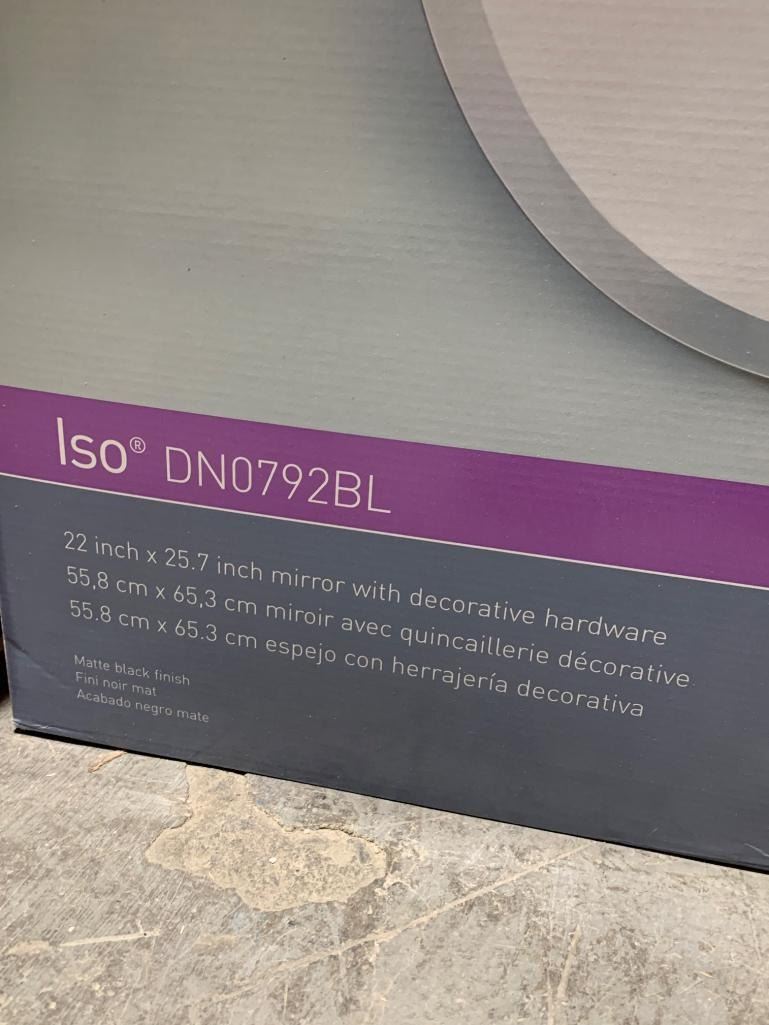 Iso® DN0792BL
22 inch x 25.7 inch mirror with decorative hardware
55,8 cm x 65,3 cm miroir avec quincaillerie décorative
55.8 cm x 65.3 cm espejo con herrajería decorativa
Matte black finish
Fini noir mat
Acabado negro mate